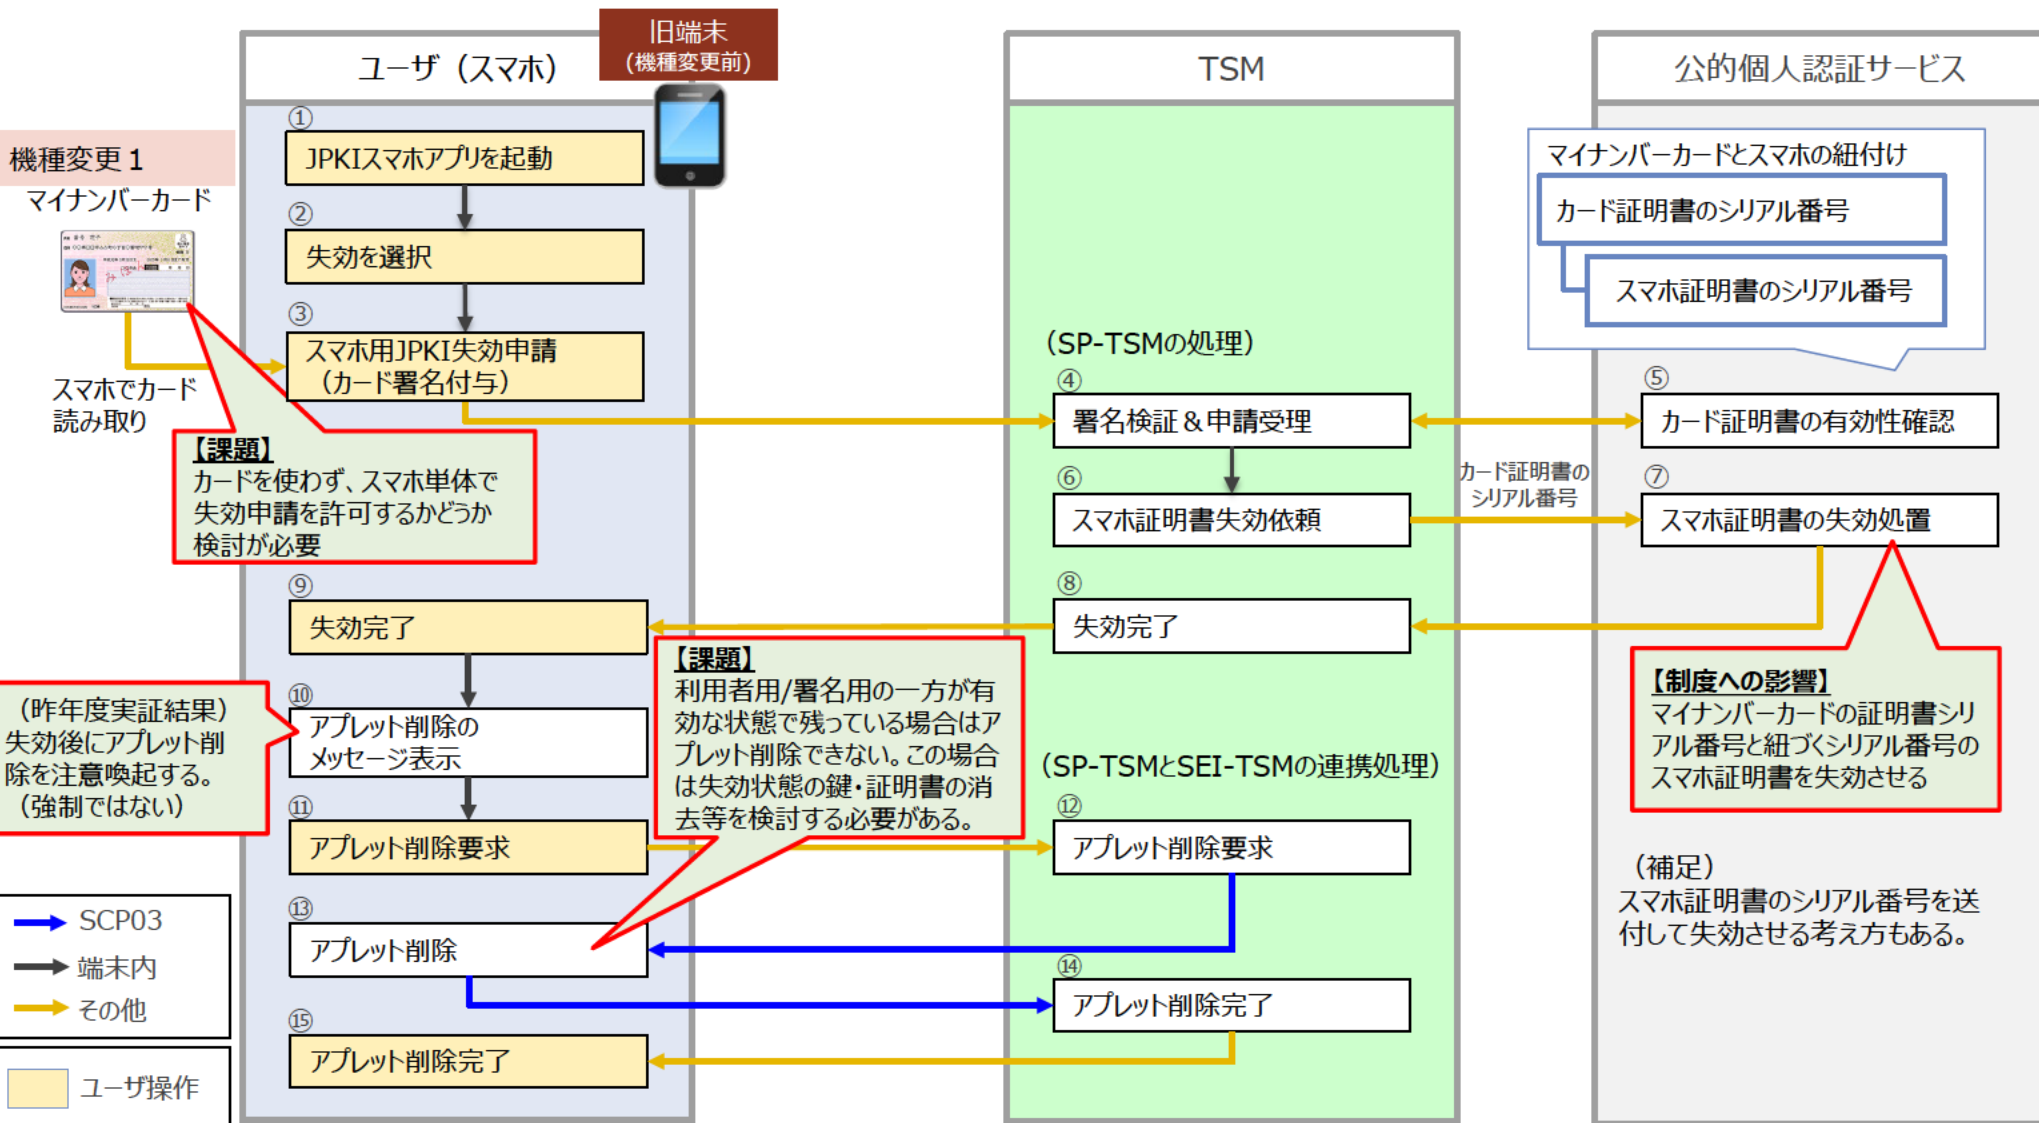 旧端末
(機種変更前)
ユーザ（スマホ）
TSM
公的個人認証サービス
機種変更１
マイナンバーカード
スマホでカード
読み取り
①
JPKIスマホアプリを起動
②
失効を選択
③
スマホ用JPKI失効申請
（カード署名付与）
【課題】
カードを使わず、スマホ単体で
失効申請を許可するかどうか
検討が必要
（SP-TSMの処理）
④
署名検証＆申請受理
マイナンバーカードとスマホの紐付け
カード証明書のシリアル番号
スマホ証明書のシリアル番号
⑤
カード証明書の有効性確認
⑥
スマホ証明書失効依頼
カード証明書の
シリアル番号
⑦
スマホ証明書の失効処置
⑧
失効完了
⑨
失効完了
【制度への影響】
マイナンバーカードの証明書シリ
アル番号と紐づくシリアル番号の
スマホ証明書を失効させる
（昨年度実証結果）
失効後にアプレット削
除を注意喚起する。
（強制ではない）
⑩
アプレット削除の
メッセージ表示
【課題】
利用者用/署名用の一方が有
効な状態で残っている場合はア
プレット削除できない。この場合
は失効状態の鍵・証明書の消
去等を検討する必要がある。
（SP-TSMとSEI-TSMの連携処理）
⑪
アプレット削除要求
⑫
アプレット削除要求
⑬
アプレット削除
⑭
アプレット削除完了
⑮
アプレット削除完了
（補足）
スマホ証明書のシリアル番号を送
付して失効させる考え方もある。
SCP03
端末内
その他
ユーザ操作